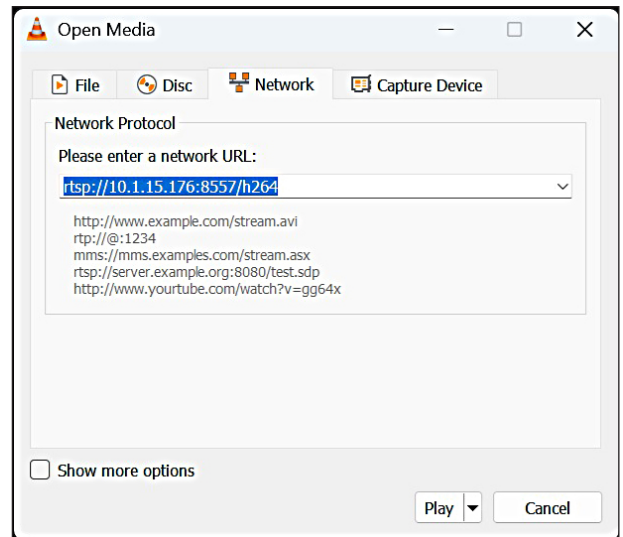 Open Media
File Disc Network Capture Device
Network Protocol
Please enter a network URL:
rtsp://10.1.15.176:8557/h264
http://www.example.com/stream.avi
rtp://@:1234
mms://mms.examples.com/stream.asx
rtsp://server.example.org:8080/test.sdp
http://www.yourtube.com/watch?v=gg64x
Show more options
Play Cancel